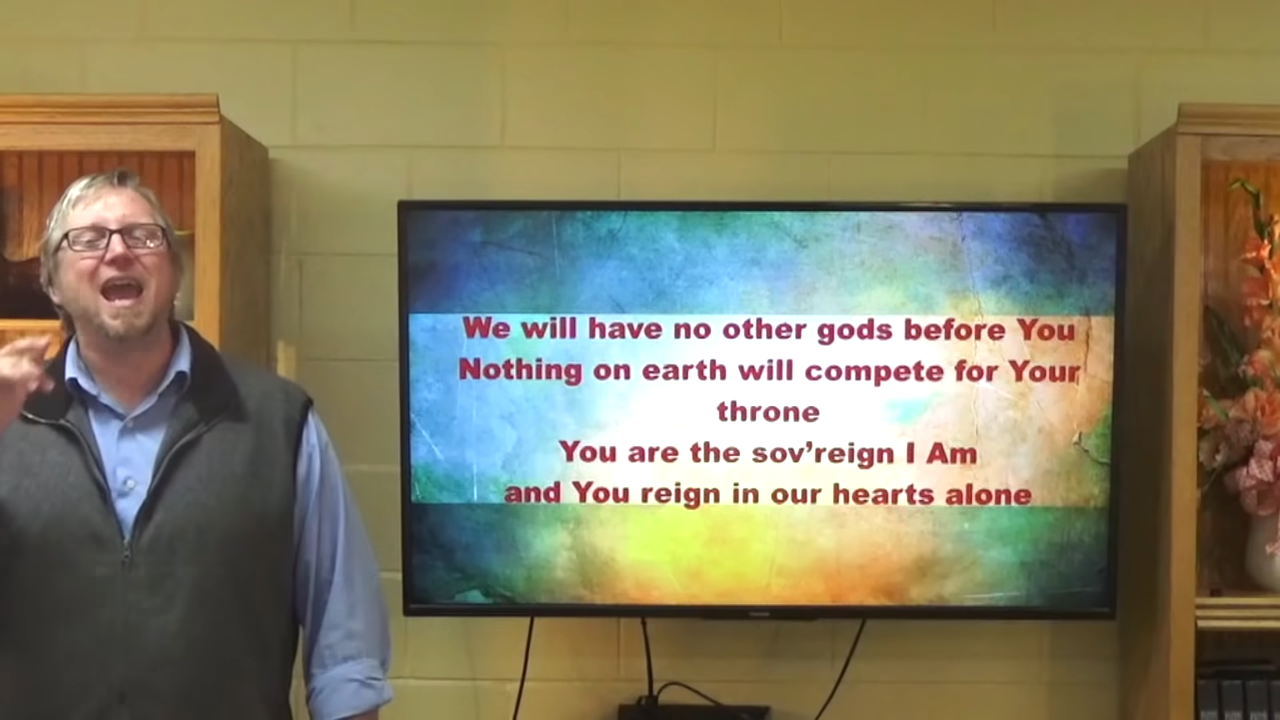 We will have no other gods before You
Nothing on earth will compete for Your
throne
You are the sov’reign I Am
and You reign in our hearts alone